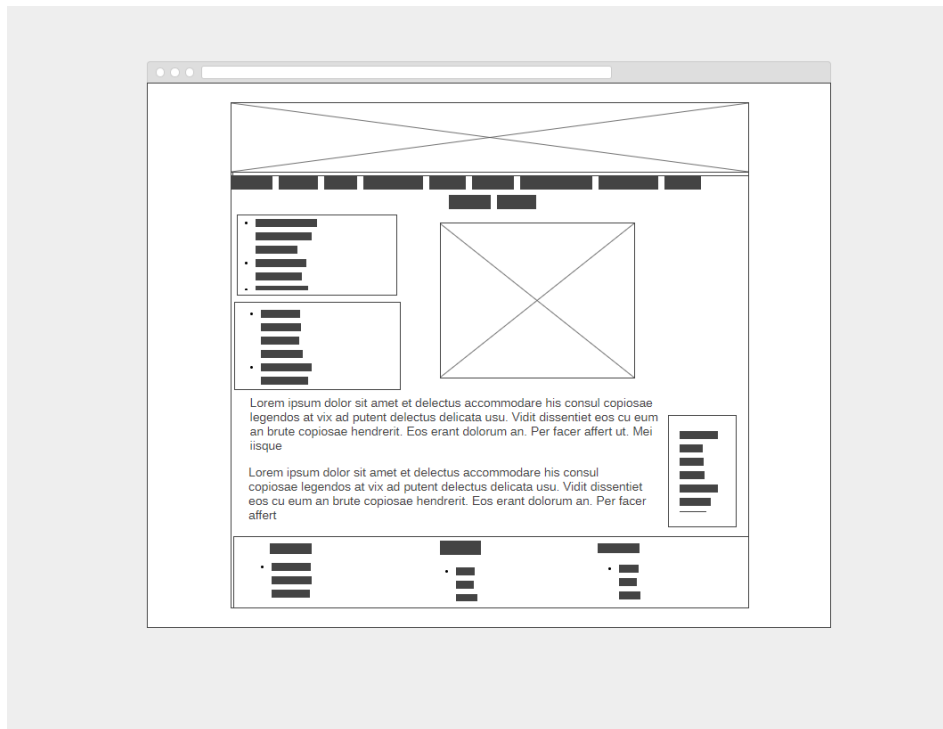 Lorem ipsum dolor sit amet et delectus accommodare his consul copiosae
legendos at vix ad putent delectus delicata usu. Vidit dissentiet eos cu eum
an brute copiosae hendrerit. Eos erant dolorum an. Per facer affert ut. Mei
iisque
Lorem ipsum dolor sit amet et delectus accommodare his consul
copiosae legendos at vix ad putent delectus delicata usu. Vidit dissentiet
eos cu eum an brute copiosae hendrerit. Eos erant dolorum an. Per facer
affert